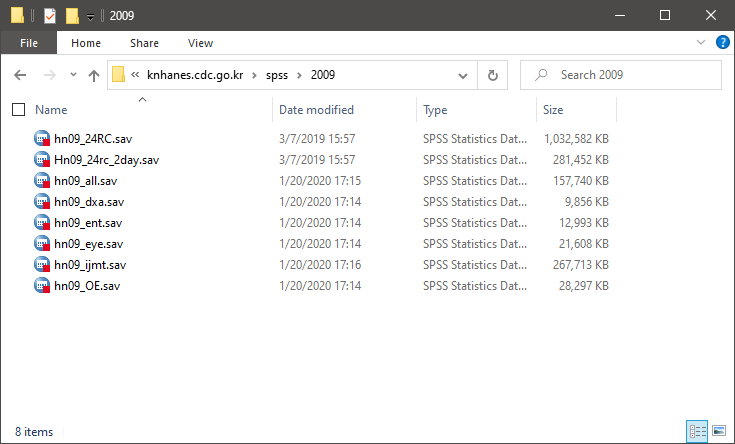 2009
File Home Share View
knhanes.cdc.go.kr spss 2009 Search 2009
Name Date modified Type Size
hn09_24RC.sav 3/7/2019 15:57 SPSS Statistics Dat... 1,032,582 KB
Hn09_24rc_2day.sav 3/7/2019 15:57 SPSS Statistics Dat... 281,452 KB
hn09_all.sav 1/20/2020 17:15 SPSS Statistics Dat... 157,740 KB
hn09_dxa.sav 1/20/2020 17:14 SPSS Statistics Dat... 9,856 KB
hn09_ent.sav 1/20/2020 17:14 SPSS Statistics Dat... 12,993 KB
hn09_eye.sav 1/20/2020 17:14 SPSS Statistics Dat... 21,608 KB
hn09_ijmt.sav 1/20/2020 17:16 SPSS Statistics Dat... 267,713 KB
hn09_OE.sav 1/20/2020 17:14 SPSS Statistics Dat... 28,297 KB
8 items